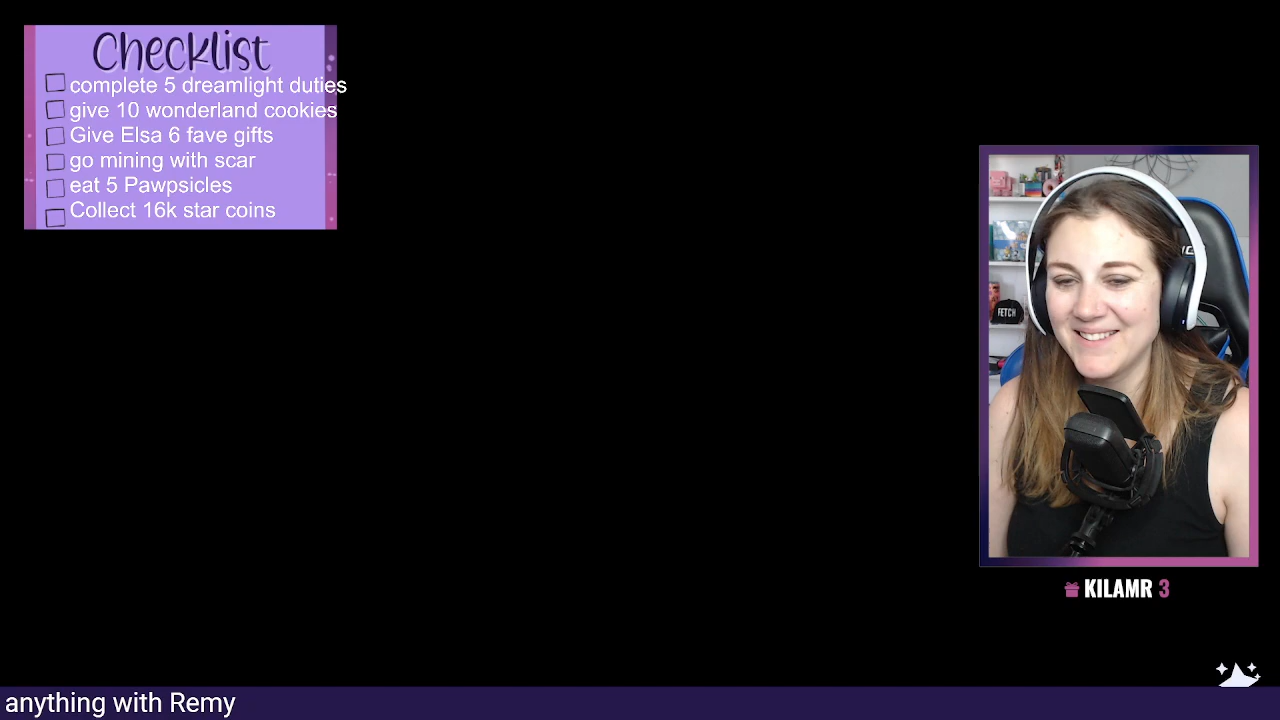 Checklist
complete 5 dreamlight duties
give 10 wonderland cookies
Give Elsa 6 fave gifts
go mining with scar
eat 5 Pawpsicles
Collect 16k star coins
FETCH
KILAMR 3
anything with Remy